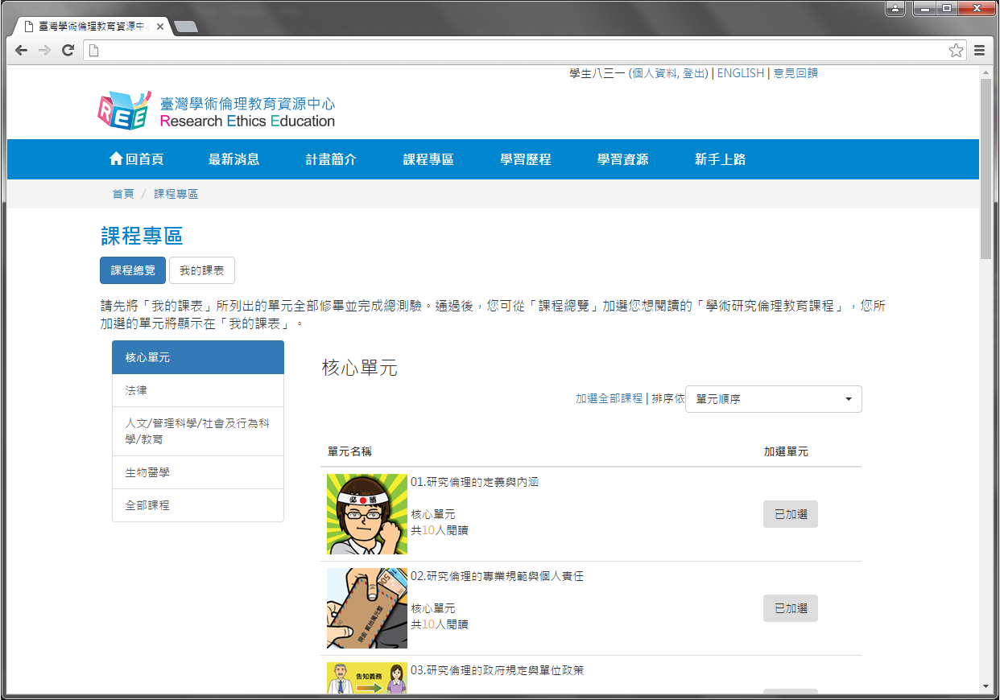 臺灣學術倫理教育資源中
學生八三一 (個人資料, 登出) | ENGLISH | 意見回饋
REE
臺灣學術倫理教育資源中心
Research Ethics Education
回首頁 最新消息 計畫簡介 課程專區 學習歷程 學習資源 新手上路
首頁 / 課程專區
課程專區
課程總覽 我的課表
請先將「我的課表」所列出的單元全部修畢並完成總測驗。通過後，您可從「課程總覽」加選您想閱讀的「學術研究倫理教育課程」，您所
加選的單元將顯示在「我的課表」。
核心單元
法律
人文/管理科學/社會及行為科
學/教育
生物醫學
全部課程
核心單元
加選全部課程 | 排序依 單元順序
單元名稱 加選單元
必勝
01.研究倫理的定義與內涵
核心單元
共10人閱讀
已加選
02.研究倫理的專業規範與個人責任
核心單元
共10人閱讀
已加選
03.研究倫理的政府規定與單位政策
告知義務